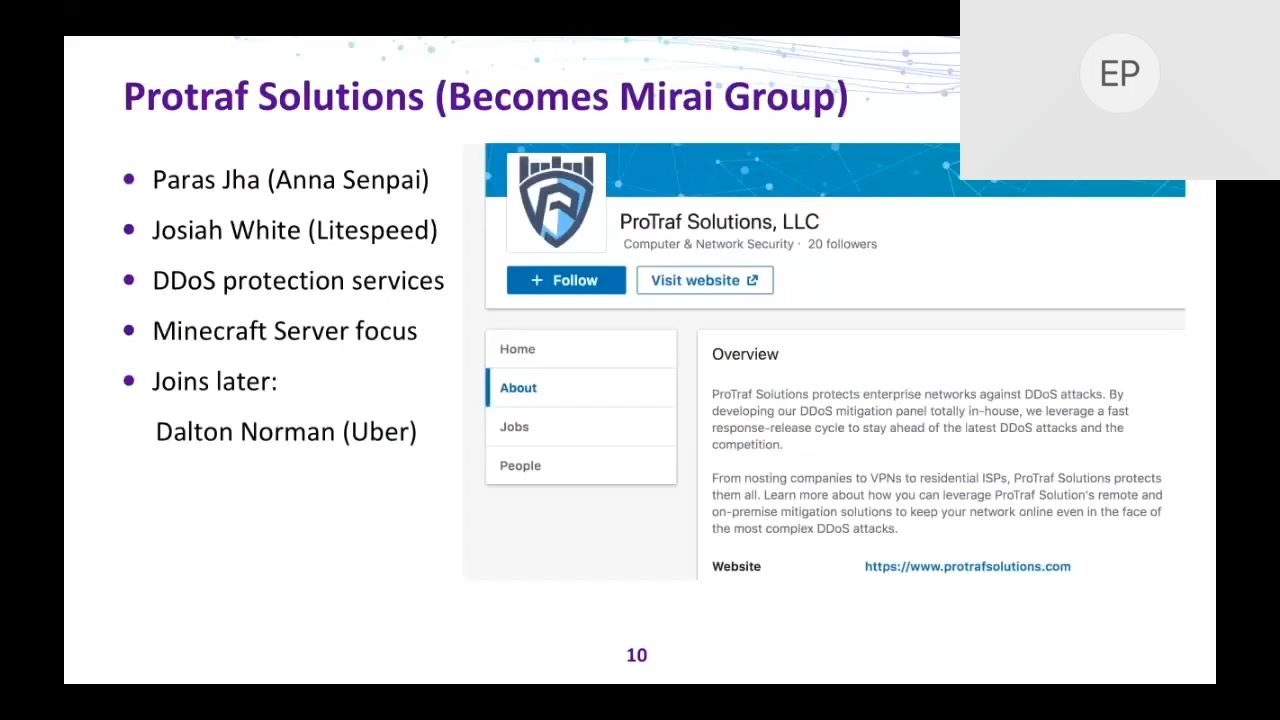 Protraf Solutions (Becomes Mirai Group)
EP
• Paras Jha (Anna Senpai)
• Josiah White (Litespeed)
• DDoS protection services
• Minecraft Server focus
• Joins later:
Dalton Norman (Uber)
ProTraf Solutions, LLC
Computer & Network Security · 20 followers
+ Follow
Visit website
Home
About
Jobs
People
Overview
ProTraf Solutions protects enterprise networks against DDoS attacks. By
developing our DDoS mitigation panel totally in-house, we leverage a fast
response-release cycle to stay ahead of the latest DDoS attacks and the
competition.
From hosting companies to VPNs to residential ISPs, ProTraf Solutions protects
them all. Learn more about how you can leverage ProTraf Solution's remote and
on-premise mitigation solutions to keep your network online even in the face of
the most complex DDoS attacks.
Website https://www.protrafsolutions.com
10